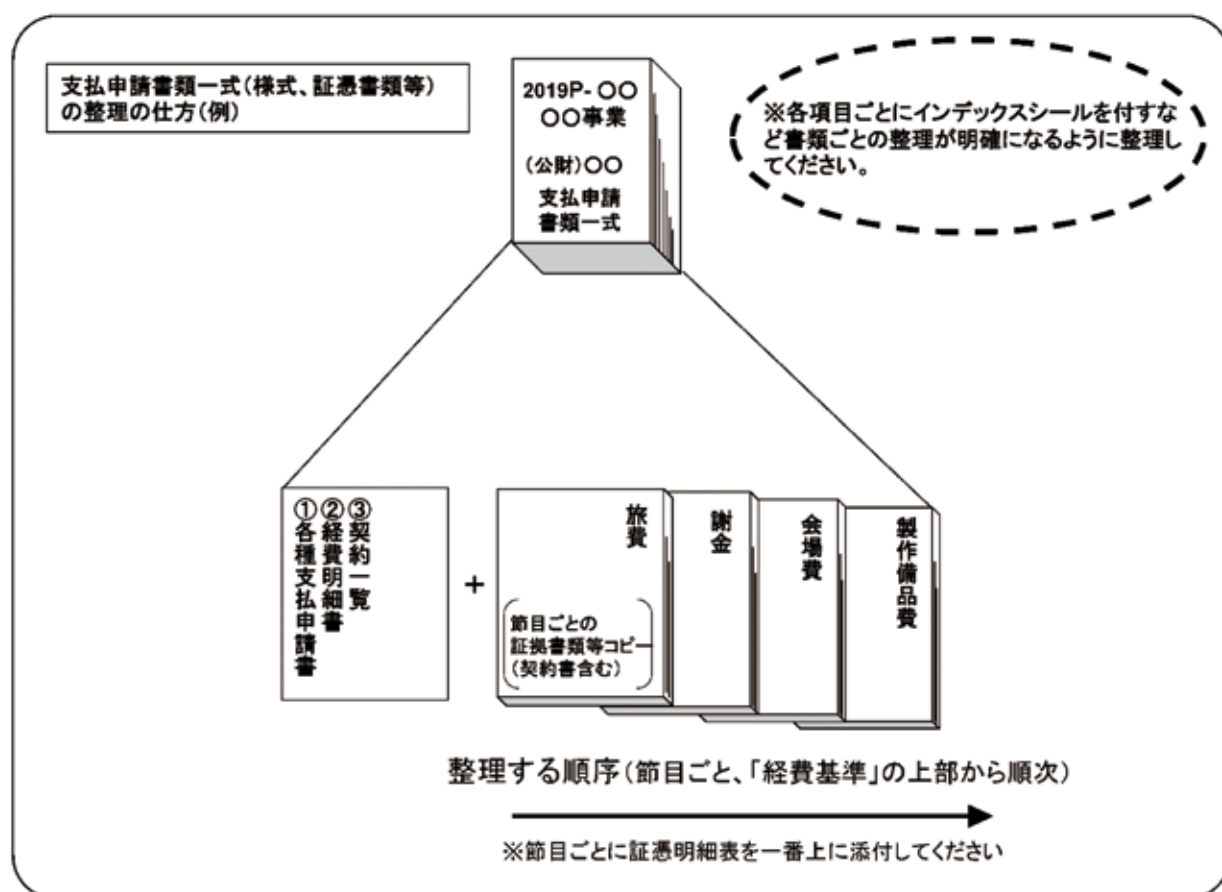 支払申請書類一式(様式、証憑書類等)
の整理の仕方(例)
2019P-〇〇
〇〇事業
(公財)〇〇
支払申請
書類一式
※各項目ごとにインデックスシールを付すな
ど書類ごとの整理が明確になるように整理し
てください。
①各種支払申請書
②経費明細書
③契約一覧
+
旅費
節目ごとの
証拠書類等コピー
(契約書含む)
謝金
会場費
製作備品費
整理する順序(節目ごと、「経費基準」の上部から順次)
※節目ごとに証憑明細表を一番上に添付してください